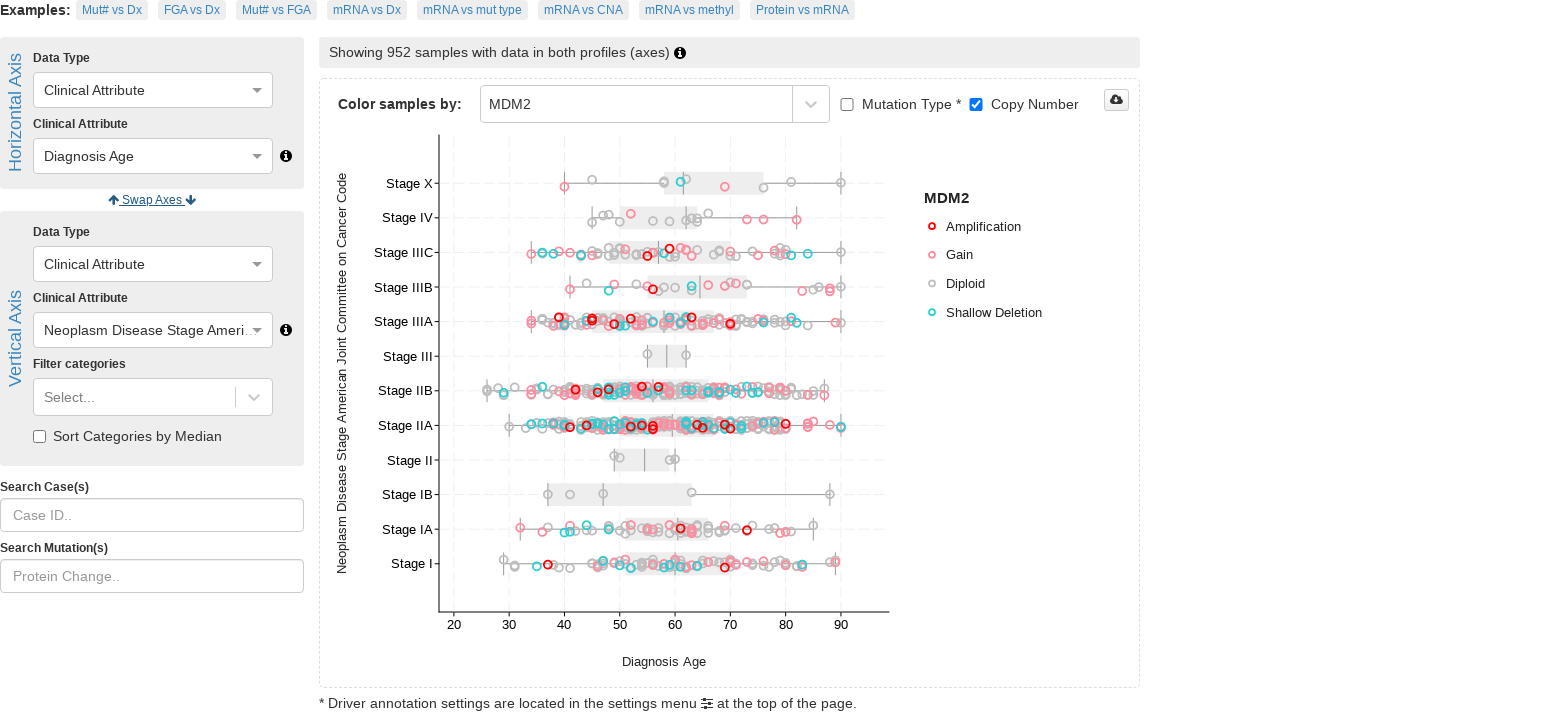 Examples: Mut# vs Dx FGA vs Dx Mut# vs FGA mRNA vs Dx mRNA vs mut type mRNA vs CNA mRNA vs methyl Protein vs mRNA
Horizontal Axis
Data Type
Clinical Attribute
Clinical Attribute
Diagnosis Age
Swap Axes
Vertical Axis
Data Type
Clinical Attribute
Clinical Attribute
Neoplasm Disease Stage Ameri...
Filter categories
Select...
Sort Categories by Median
Search Case(s)
Case ID..
Search Mutation(s)
Protein Change..
Showing 952 samples with data in both profiles (axes)
Color samples by: MDM2 Mutation Type * Copy Number
Neoplasm Disease Stage American Joint Committee on Cancer Code
Stage X
Stage IV
Stage IIIC
Stage IIIB
Stage IIIA
Stage III
Stage IIB
Stage IIA
Stage II
Stage IB
Stage IA
Stage I
20 30 40 50 60 70 80 90
Diagnosis Age
MDM2
Amplification
Gain
Diploid
Shallow Deletion
* Driver annotation settings are located in the settings menu at the top of the page.